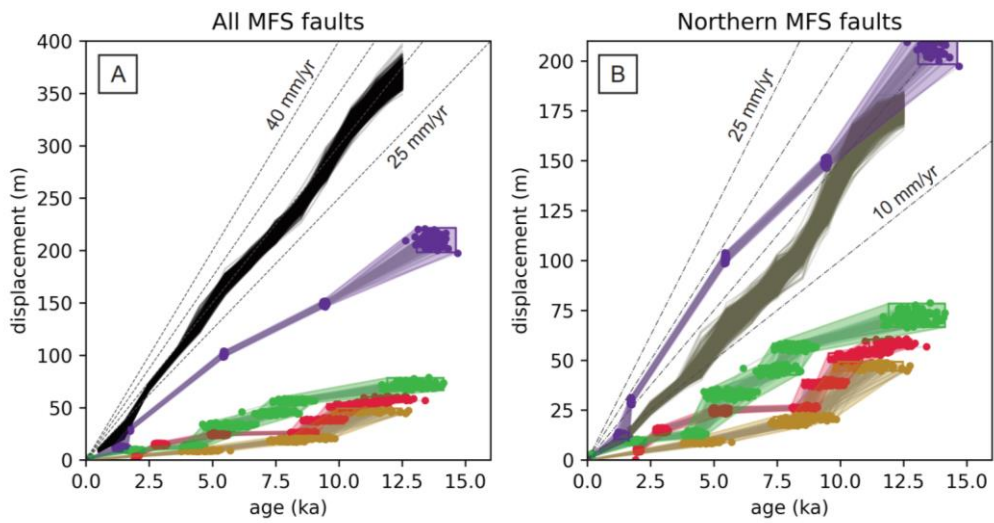 All MFS faults
A
40 mm/yr
25 mm/yr
displacement (m)
400
350
300
250
200
150
100
50
0
0.0 2.5 5.0 7.5 10.0 12.5 15.0
age (ka)
Northern MFS faults
B
25 mm/yr
10 mm/yr
displacement (m)
200
175
150
125
100
75
50
25
0
0.0 2.5 5.0 7.5 10.0 12.5 15.0
age (ka)